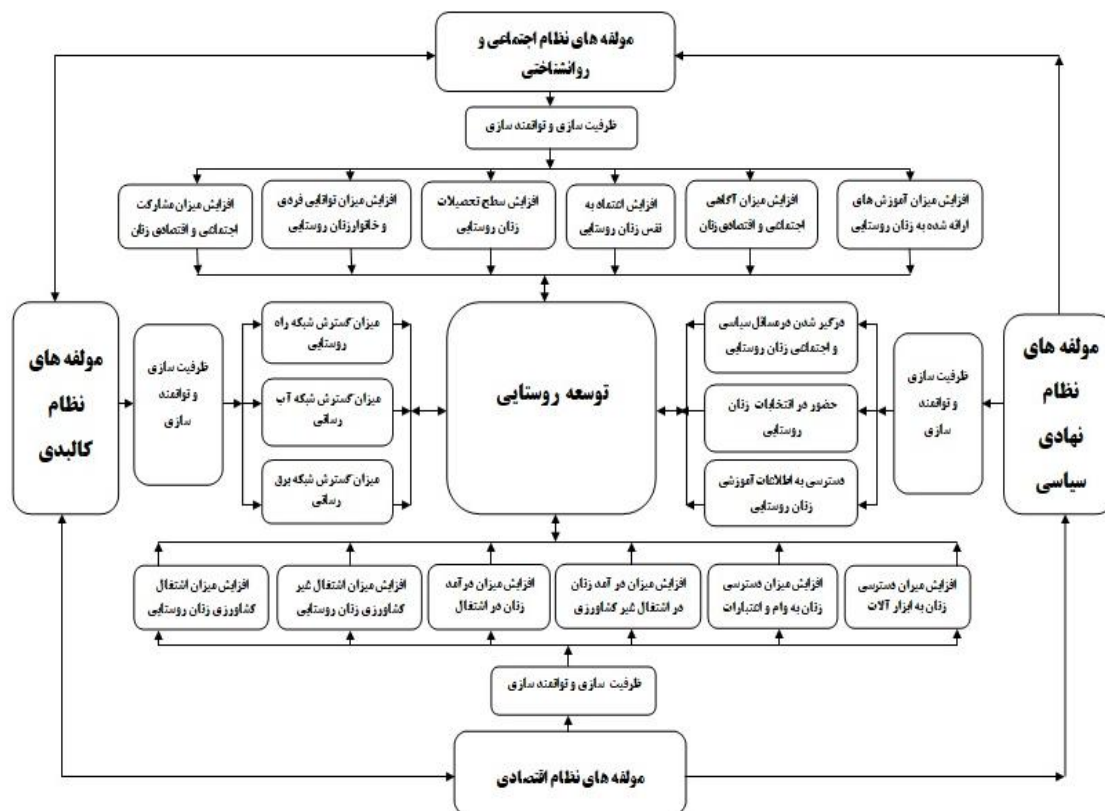 مولفه های نظام اجتماعی و
روانشناختی
ظرفیت سازی و توانمند سازی
افزایش میزان آموزش های
ارائه شده به زنان روستایی
افزایش میزان آگاهی
اجتماعی و اقتصادی زنان
افزایش اعتماد به
نفس زنان روستایی
افزایش سطح تحصیلات
زنان روستایی
افزایش میزان توانایی فردی
و خانوارزنان روستایی
افزایش میزان مشارکت
اجتماعی و اقتصادی زنان
مولفه های
نظام
نهادی
سیاسی
ظرفیت سازی
و توانمند
سازی
درگیر شدن درمسائل سیاسی
و اجتماعی زنان روستایی
حضور در انتخابات زنان
روستایی
دسترسی به اطلاعات آموزشی
زنان روستایی
توسعه روستایی
میزان گسترش شبکه راه
روستایی
میزان گسترش شبکه آب
رسانی
میزان گسترش شبکه برق
رسانی
ظرفیت سازی
و توانمند
سازی
مولفه های
نظام
کالبدی
افزایش میزان دسترسی
زنان به ابزار آلات
افزایش میزان دسترسی
زنان به وام و اعتبارات
افزایش میزان در آمد زنان
در اشتغال غیر کشاورزی
افزایش میزان درآمد
زنان در اشتغال
افزایش میزان اشتغال غیر
کشاورزی زنان روستایی
افزایش میزان اشتغال
کشاورزی زنان روستایی
ظرفیت سازی و توانمند سازی
مولفه های نظام اقتصادی